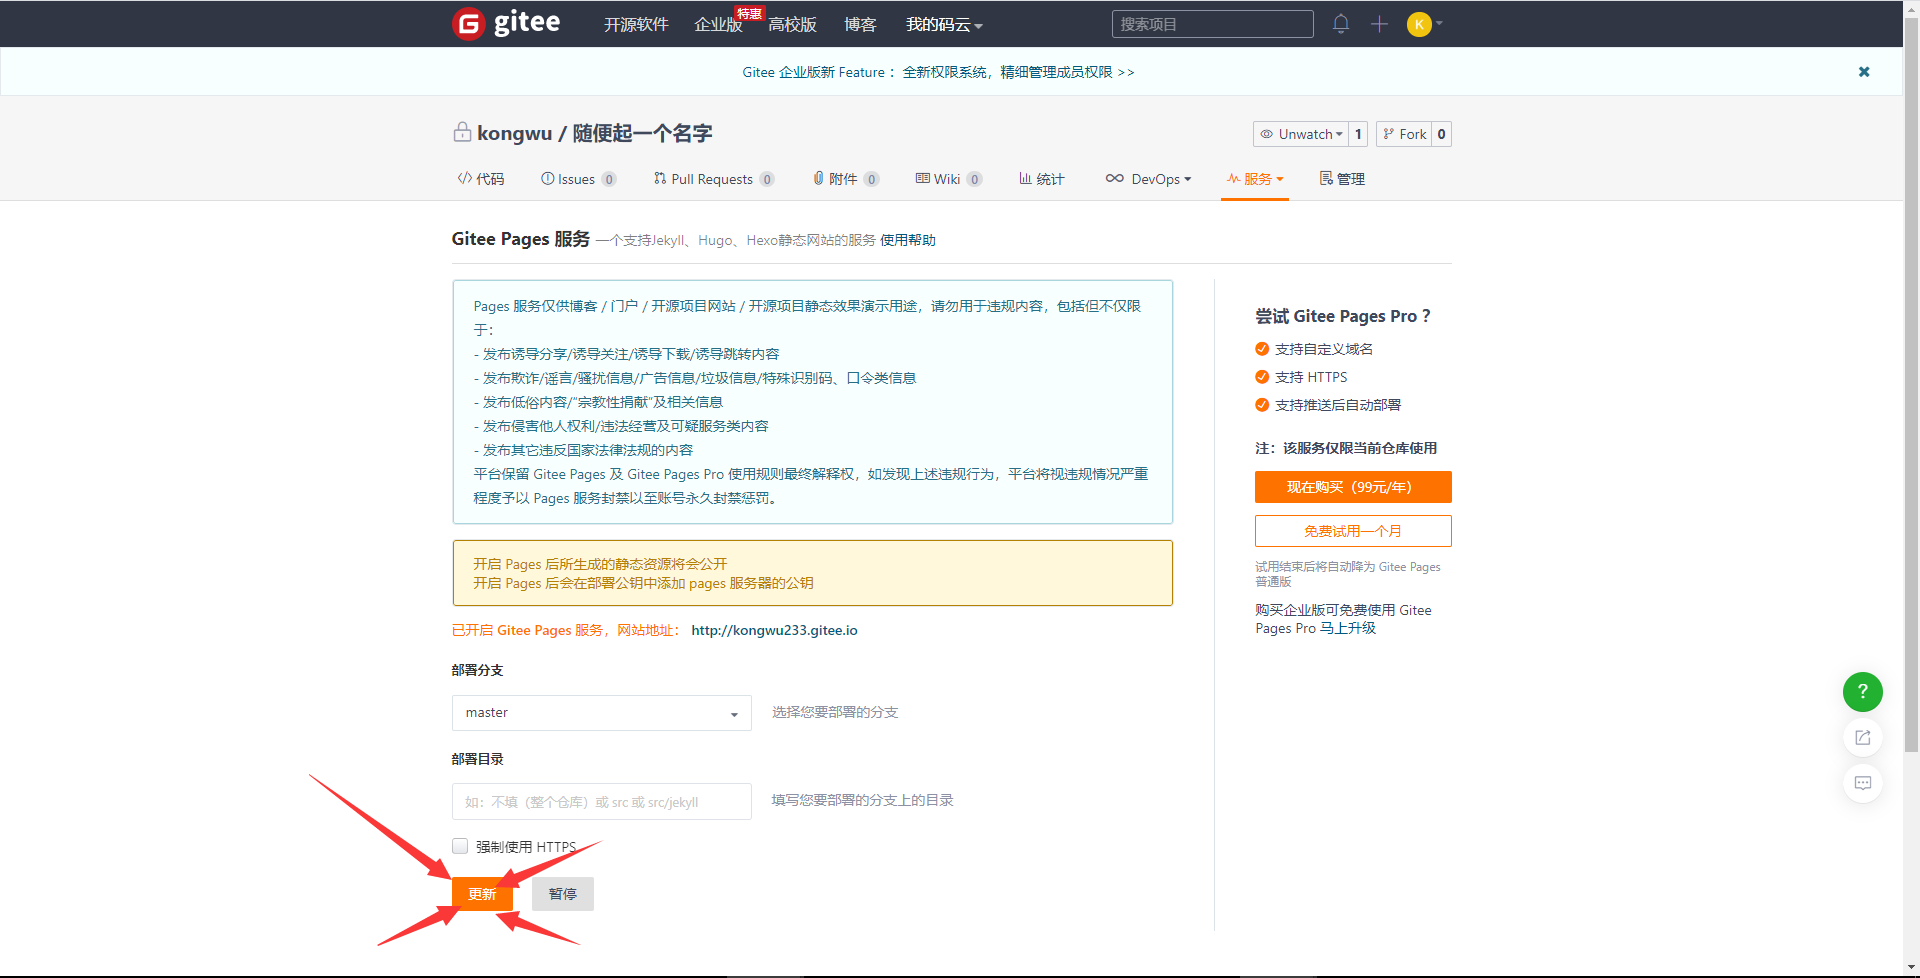 gitee
开源软件
企业版
特惠
高校版
博客
我的码云
搜索项目
K
Gitee 企业版新 Feature ：全新权限系统，精细管理成员权限 >>
kongwu / 随便起一个名字
Unwatch 1
Fork 0
代码
Issues 0
Pull Requests 0
附件 0
Wiki 0
统计
DevOps
服务
管理
Gitee Pages 服务 一个支持Jekyll、Hugo、Hexo静态网站的服务 使用帮助
Pages 服务仅供博客 / 门户 / 开源项目网站 / 开源项目静态效果演示用途，请勿用于违规内容，包括但不仅限
于：
- 发布诱导分享/诱导关注/诱导下载/诱导跳转内容
- 发布欺诈/谣言/骚扰信息/广告信息/垃圾信息/特殊识别码、口令类信息
- 发布低俗内容/“宗教性捐献”及相关信息
- 发布侵害他人权利/违法经营及可疑服务类内容
- 发布其它违反国家法律法规的内容
平台保留 Gitee Pages 及 Gitee Pages Pro 使用规则最终解释权，如发现上述违规行为，平台将视违规情况严重
程度予以 Pages 服务封禁以至账号永久封禁惩罚。
开启 Pages 后所生成的静态资源将会公开
开启 Pages 后会在部署公钥中添加 pages 服务器的公钥
已开启 Gitee Pages 服务，网站地址： http://kongwu233.gitee.io
部署分支
master
选择您要部署的分支
部署目录
如：不填（整个仓库）或 src 或 src/jekyll
填写您要部署的分支上的目录
强制使用 HTTPS
更新
暂停
尝试 Gitee Pages Pro ？
支持自定义域名
支持 HTTPS
支持推送后自动部署
注：该服务仅限当前仓库使用
现在购买（99元/年）
免费试用一个月
试用结束后将自动降为 Gitee Pages
普通版
购买企业版可免费使用 Gitee
Pages Pro 马上升级
?